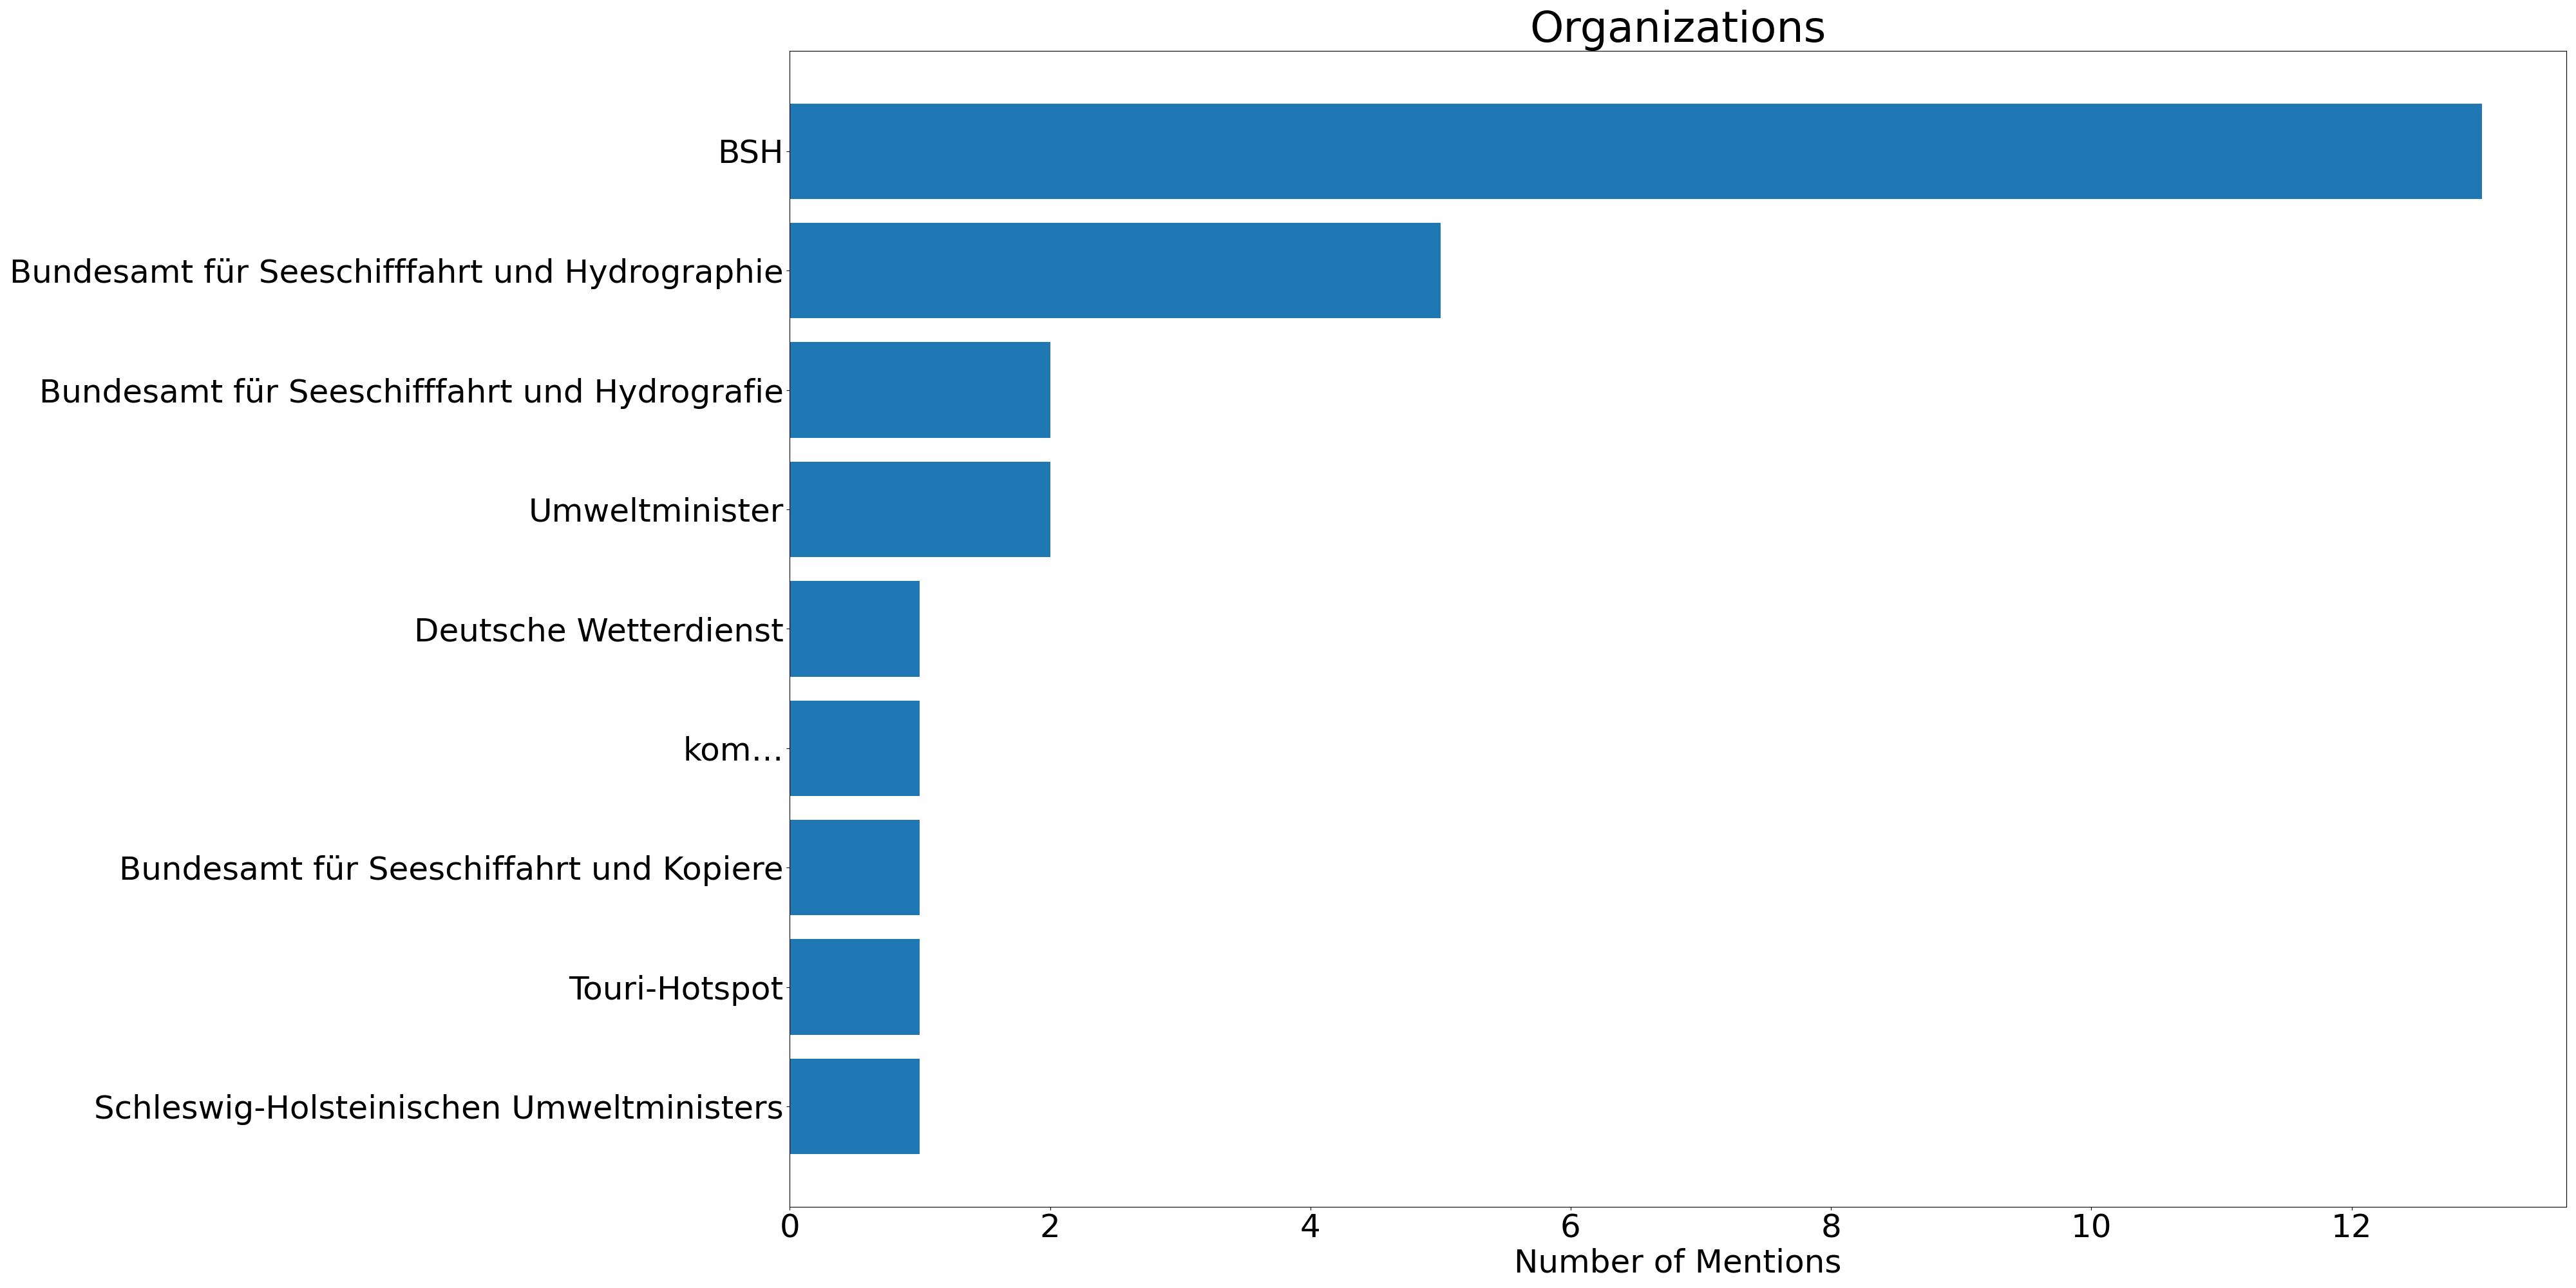 Organizations
BSH
Bundesamt für Seeschifffahrt und Hydrographie
Bundesamt für Seeschifffahrt und Hydrografie
Umweltminister
Deutsche Wetterdienst
kom…
Bundesamt für Seeschiffahrt und Kopiere
Touri-Hotspot
Schleswig-Holsteinischen Umweltministers
0 2 4 6 8 10 12
Number of Mentions